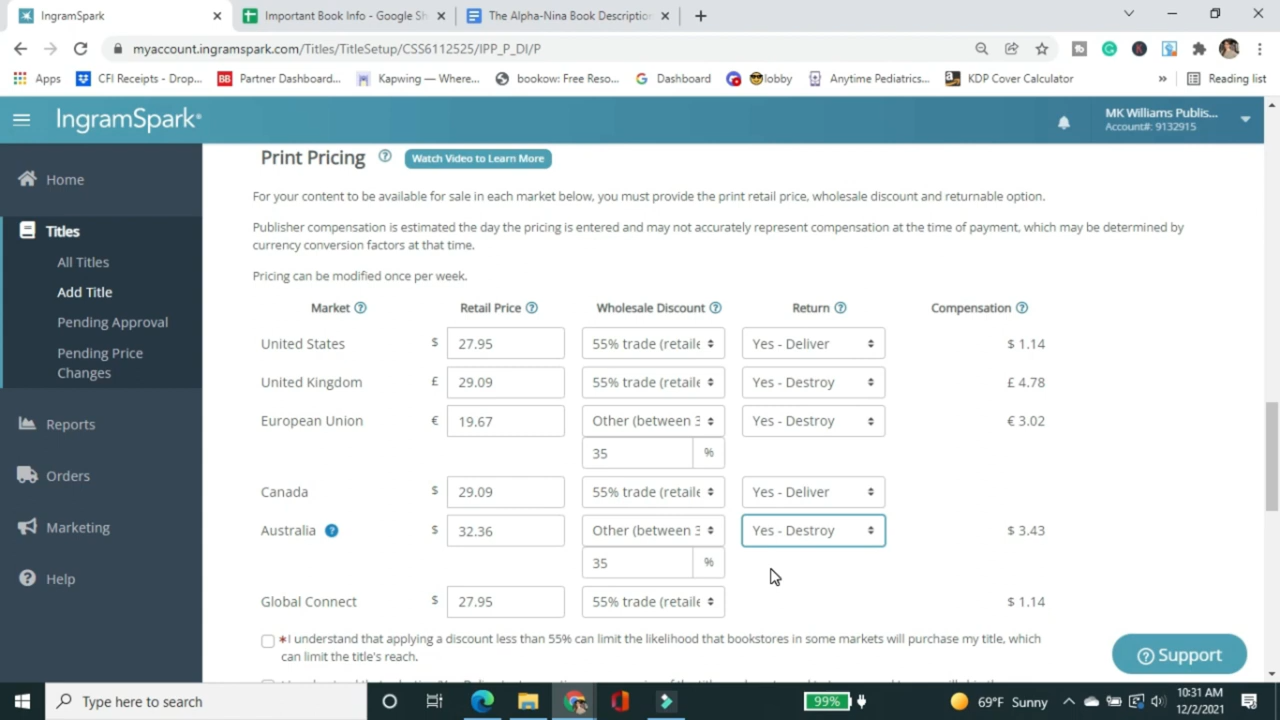 IngramSpark
Important Book Info - Google Sh
The Alpha-Nina Book Description
myaccount.ingramspark.com/Titles/TitleSetup/CSS6112525/IPP_P_DI/P
Apps
CFI Receipts - Drop...
BB Partner Dashboard...
Kapwing — Where...
bookow: Free Reso...
Dashboard
lobby
Anytime Pediatrics...
KDP Cover Calculator
»
Reading list
IngramSpark®
MK Williams Publis...
Account#: 9132915
Home
Titles
All Titles
Add Title
Pending Approval
Pending Price
Changes
Reports
Orders
Marketing
Help
Print Pricing ? Watch Video to Learn More
For your content to be available for sale in each market below, you must provide the print retail price, wholesale discount and returnable option.
Publisher compensation is estimated the day the pricing is entered and may not accurately represent compensation at the time of payment, which may be determined by
currency conversion factors at that time.
Pricing can be modified once per week.
Market ? Retail Price ? Wholesale Discount ? Return ? Compensation ?
United States $ 27.95 55% trade (retaile Yes - Deliver $ 1.14
United Kingdom £ 29.09 55% trade (retaile Yes - Destroy £ 4.78
European Union € 19.67 Other (between 3 Yes - Destroy € 3.02
35 %
Canada $ 29.09 55% trade (retaile Yes - Deliver
Australia ? $ 32.36 Other (between 3 Yes - Destroy $ 3.43
35 %
Global Connect $ 27.95 55% trade (retaile $ 1.14
*I understand that applying a discount less than 55% can limit the likelihood that bookstores in some markets will purchase my title, which
can limit the title's reach.
? Support
Type here to search
99%
69°F Sunny
10:31 AM
12/2/2021